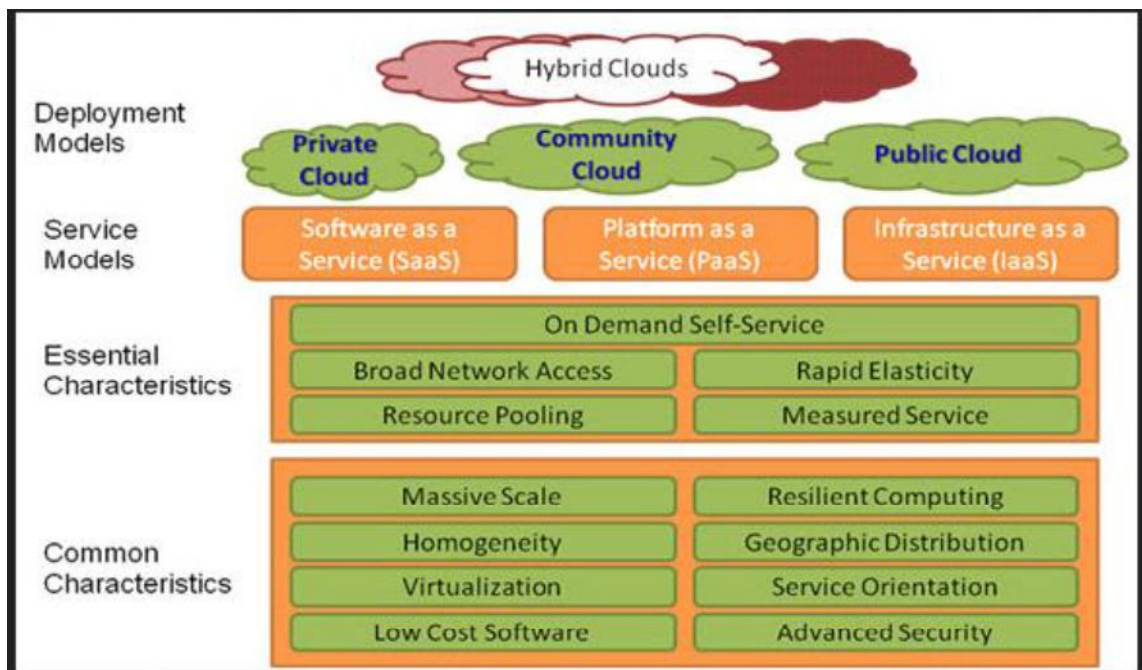 Hybrid Clouds
Deployment
Models
Private
Cloud
Community
Cloud
Public Cloud
Service
Models
Software as a
Service (SaaS)
Platform as a
Service (PaaS)
Infrastructure as a
Service (IaaS)
Essential
Characteristics
On Demand Self-Service
Broad Network Access
Rapid Elasticity
Resource Pooling
Measured Service
Common
Characteristics
Massive Scale
Resilient Computing
Homogeneity
Geographic Distribution
Virtualization
Service Orientation
Low Cost Software
Advanced Security